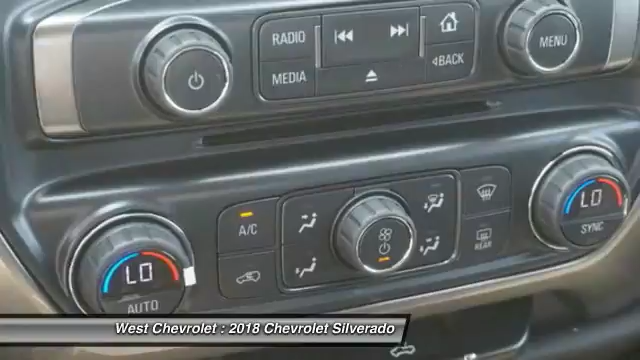 RADIO
MEDIA
BACK
MENU
A/C
LO
AUTO
REAR
LO
SYNC
West Chevrolet : 2018 Chevrolet Silverado